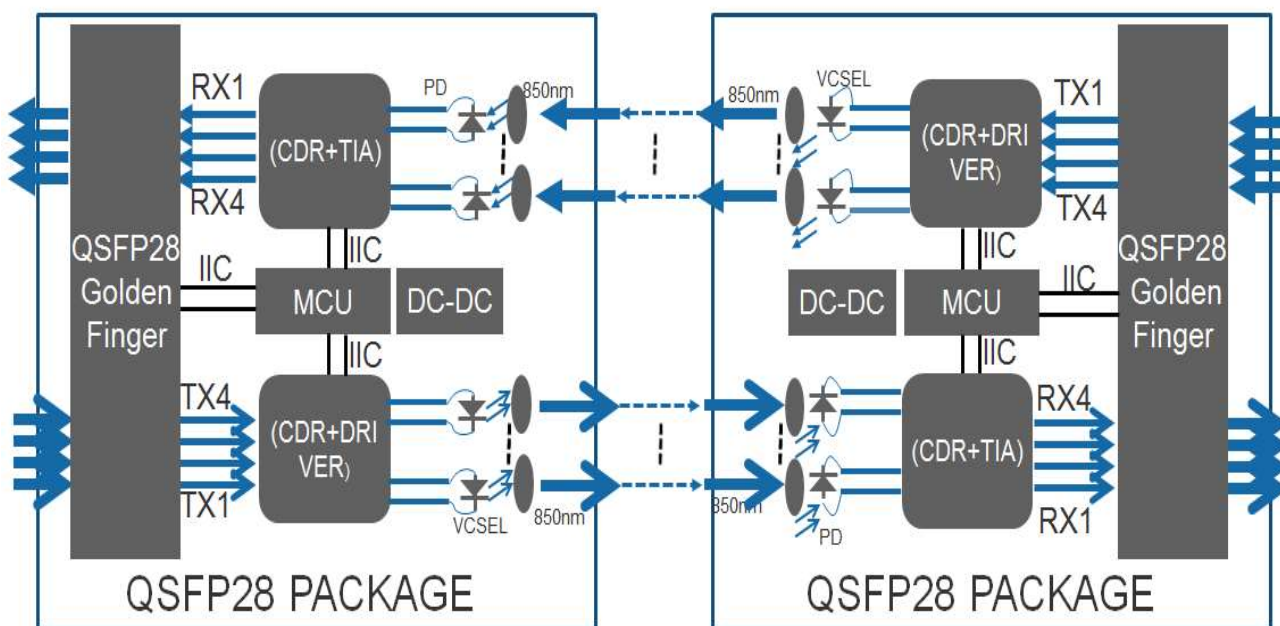 RX1
(CDR+TIA)
RX4
PD
850nm
QSFP28
Golden
Finger
IIC
IIC
MCU
DC-DC
IIC
TX4
TX1
(CDR+DRI
VER)
VCSEL
850nm
QSFP28 PACKAGE
850nm
VCSEL
(CDR+DRI
VER)
TX1
TX4
IIC
DC-DC
MCU
IIC
QSFP28
Golden
Finger
IIC
850nm
PD
(CDR+TIA)
RX4
RX1
QSFP28 PACKAGE